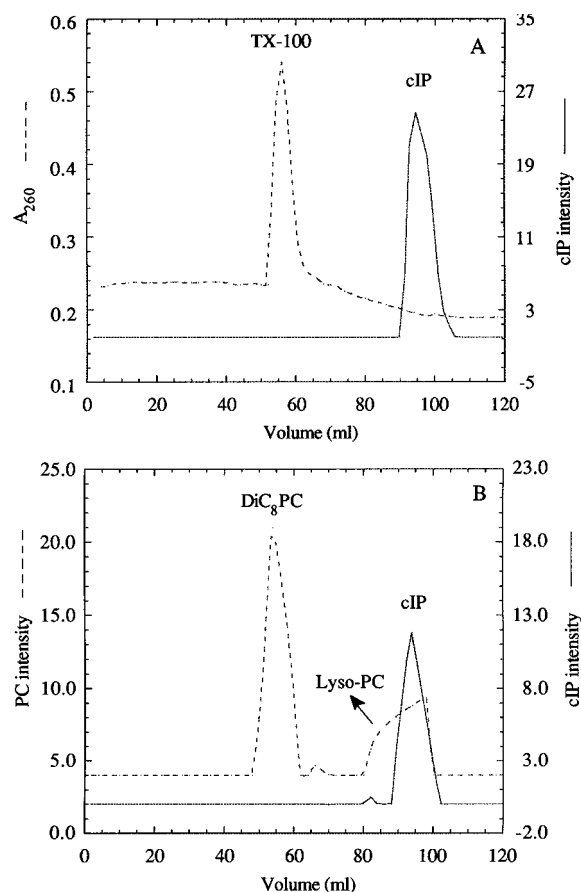 A
TX-100
cIP
0.6
0.5
0.4
0.3
0.2
0.1
A260
35
27
19
11
3
-5
cIP intensity
0 20 40 60 80 100 120
Volume (ml)
B
DiC8PC
cIP
Lyso-PC
25.0
20.0
15.0
10.0
5.0
0.0
PC intensity
23.0
18.0
13.0
8.0
3.0
-2.0
cIP intensity
0 20 40 60 80 100 120
Volume (ml)